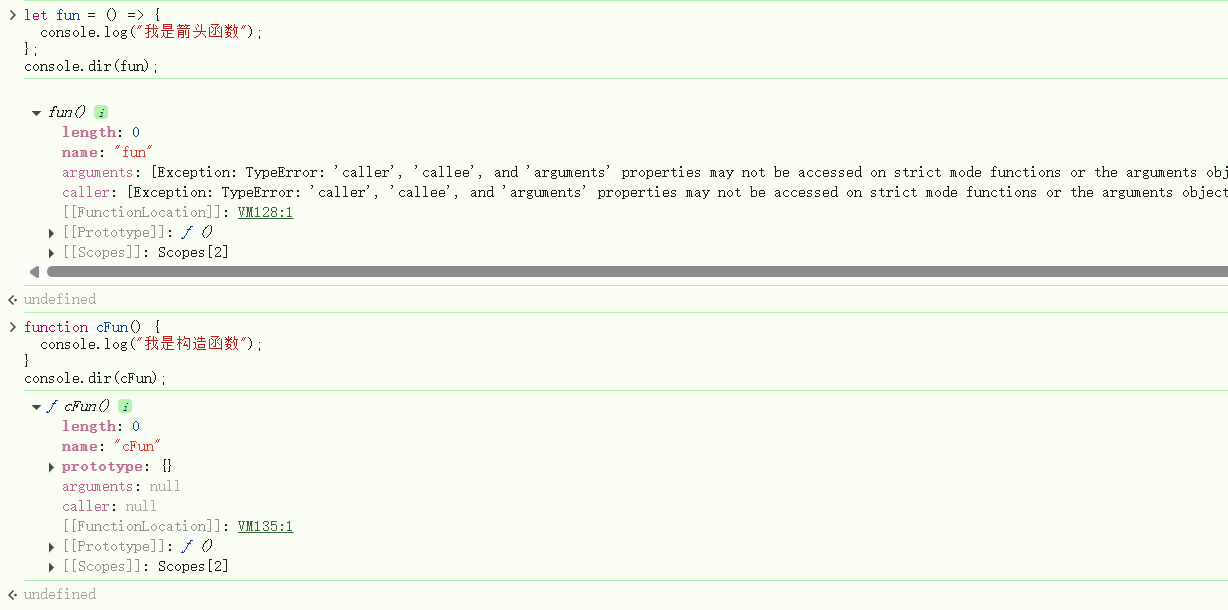 let fun = () => {
console.log("我是箭头函数");
};
console.dir(fun);
fun() i
length: 0
name: "fun"
arguments: [Exception: TypeError: 'caller', 'callee', and 'arguments' properties may not be accessed on strict mode functions or the arguments obj
caller: [Exception: TypeError: 'caller', 'callee', and 'arguments' properties may not be accessed on strict mode functions or the arguments object
[[FunctionLocation]]: VM128:1
[[Prototype]]: ƒ ()
[[Scopes]]: Scopes[2]
undefined
function cFun() {
console.log("我是构造函数");
}
console.dir(cFun);
ƒ cFun() i
length: 0
name: "cFun"
prototype: {}
arguments: null
caller: null
[[FunctionLocation]]: VM135:1
[[Prototype]]: ƒ ()
[[Scopes]]: Scopes[2]
undefined